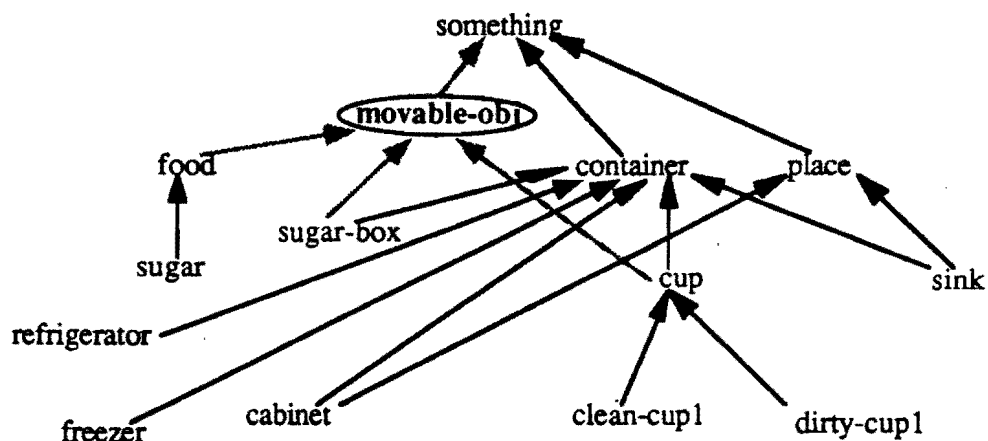 something
movable-obj
food
container
place
sugar-box
sugar
cup
sink
refrigerator
cabinet
clean-cup1
dirty-cup1
freezer